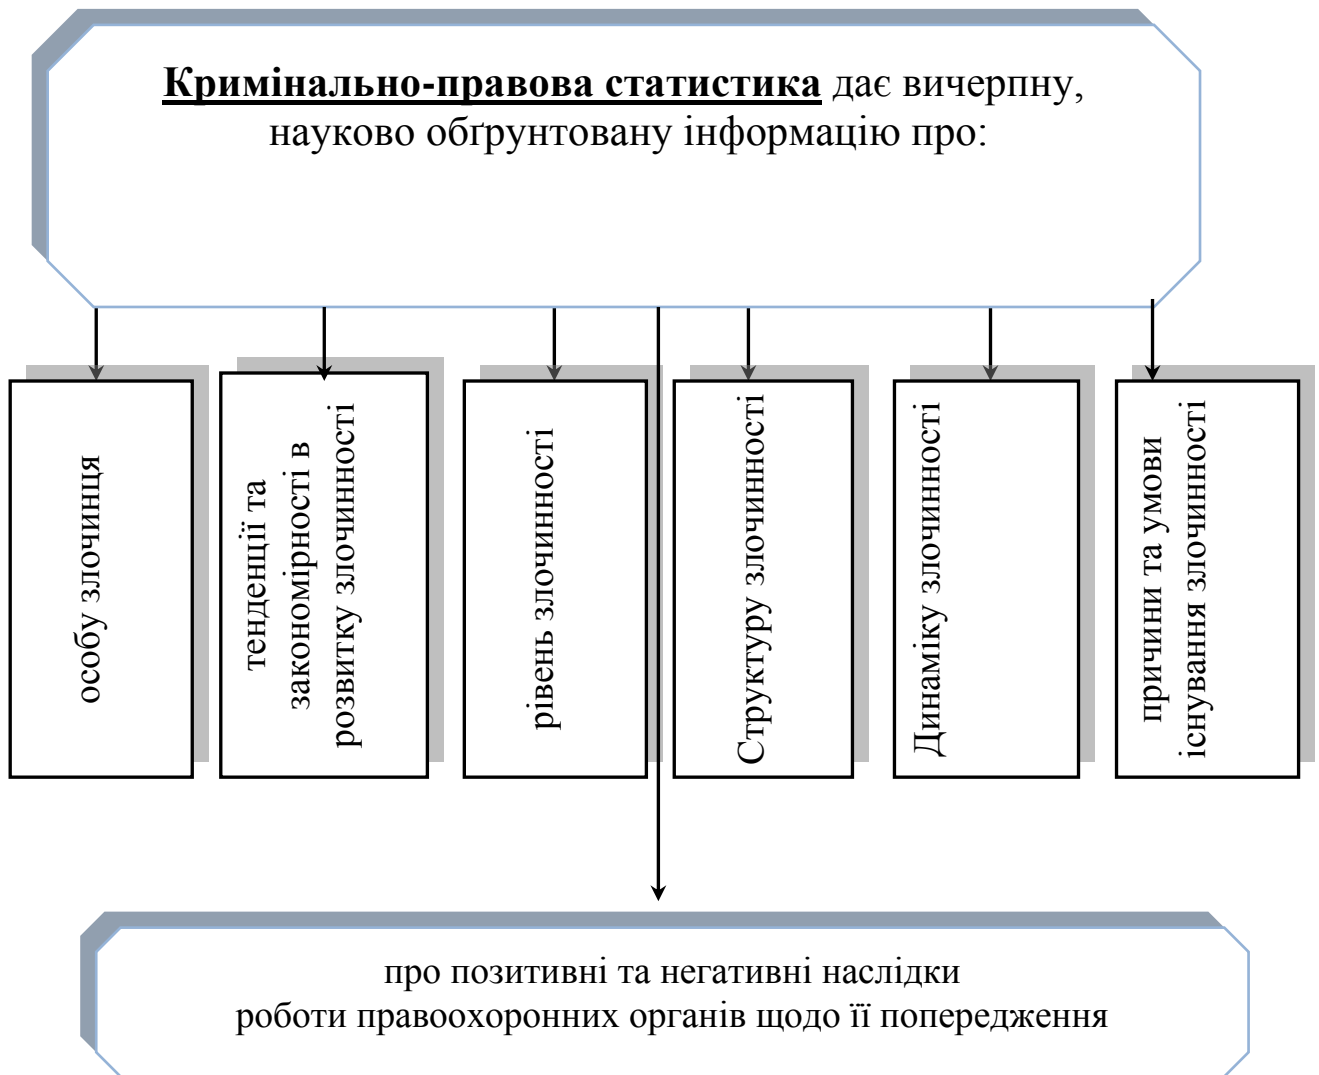 Кримінально-правова статистика дає вичерпну,
науково обґрунтовану інформацію про:
особу злочинця
тенденції та
закономірності в
розвитку злочинності
рівень злочинності
Структуру злочинності
Динаміку злочинності
причини та умови
існування злочинності
про позитивні та негативні наслідки
роботи правоохоронних органів щодо її попередження